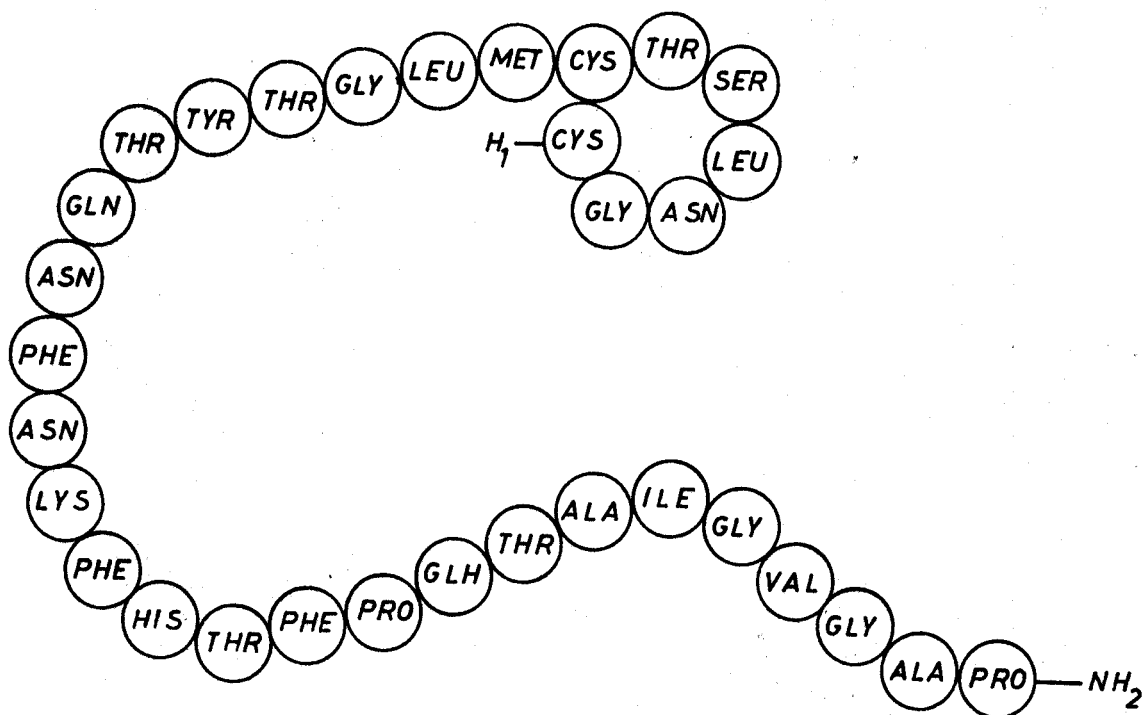 H₁
CYS
GLY
ASN
LEU
SER
THR
CYS
MET
LEU
GLY
THR
TYR
THR
GLN
ASN
PHE
ASN
LYS
PHE
HIS
THR
PHE
PRO
GLH
THR
ALA
ILE
GLY
VAL
GLY
ALA
PRO
NH₂